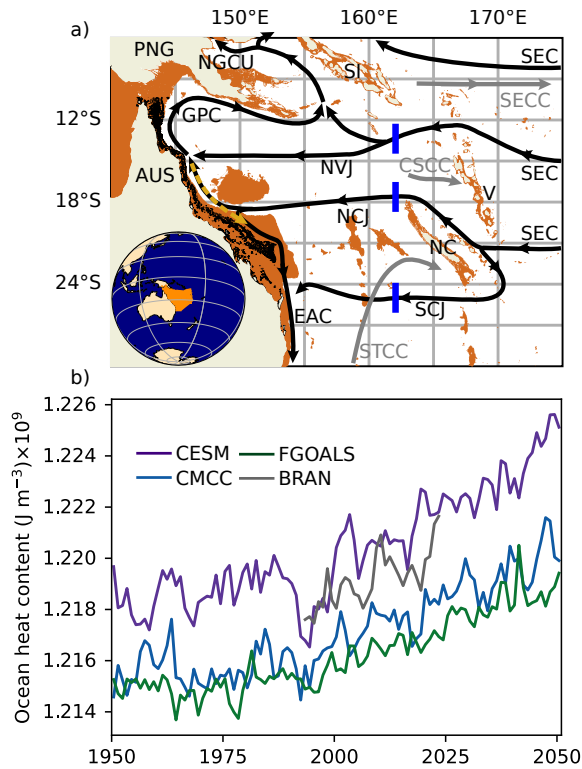 150°E 160°E 170°E
a)
PNG
NGCU
SI
SEC
SECC
12°S
GPC
AUS
NVJ
CSCC
SEC
V
18°S
NCJ
NC
SEC
24°S
EAC
SCJ
STCC
b)
1.226
1.224
1.222
1.220
1.218
1.216
1.214
Ocean heat content (J m⁻³)×10⁹
CESM FGOALS
CMCC BRAN
1950 1975 2000 2025 2050